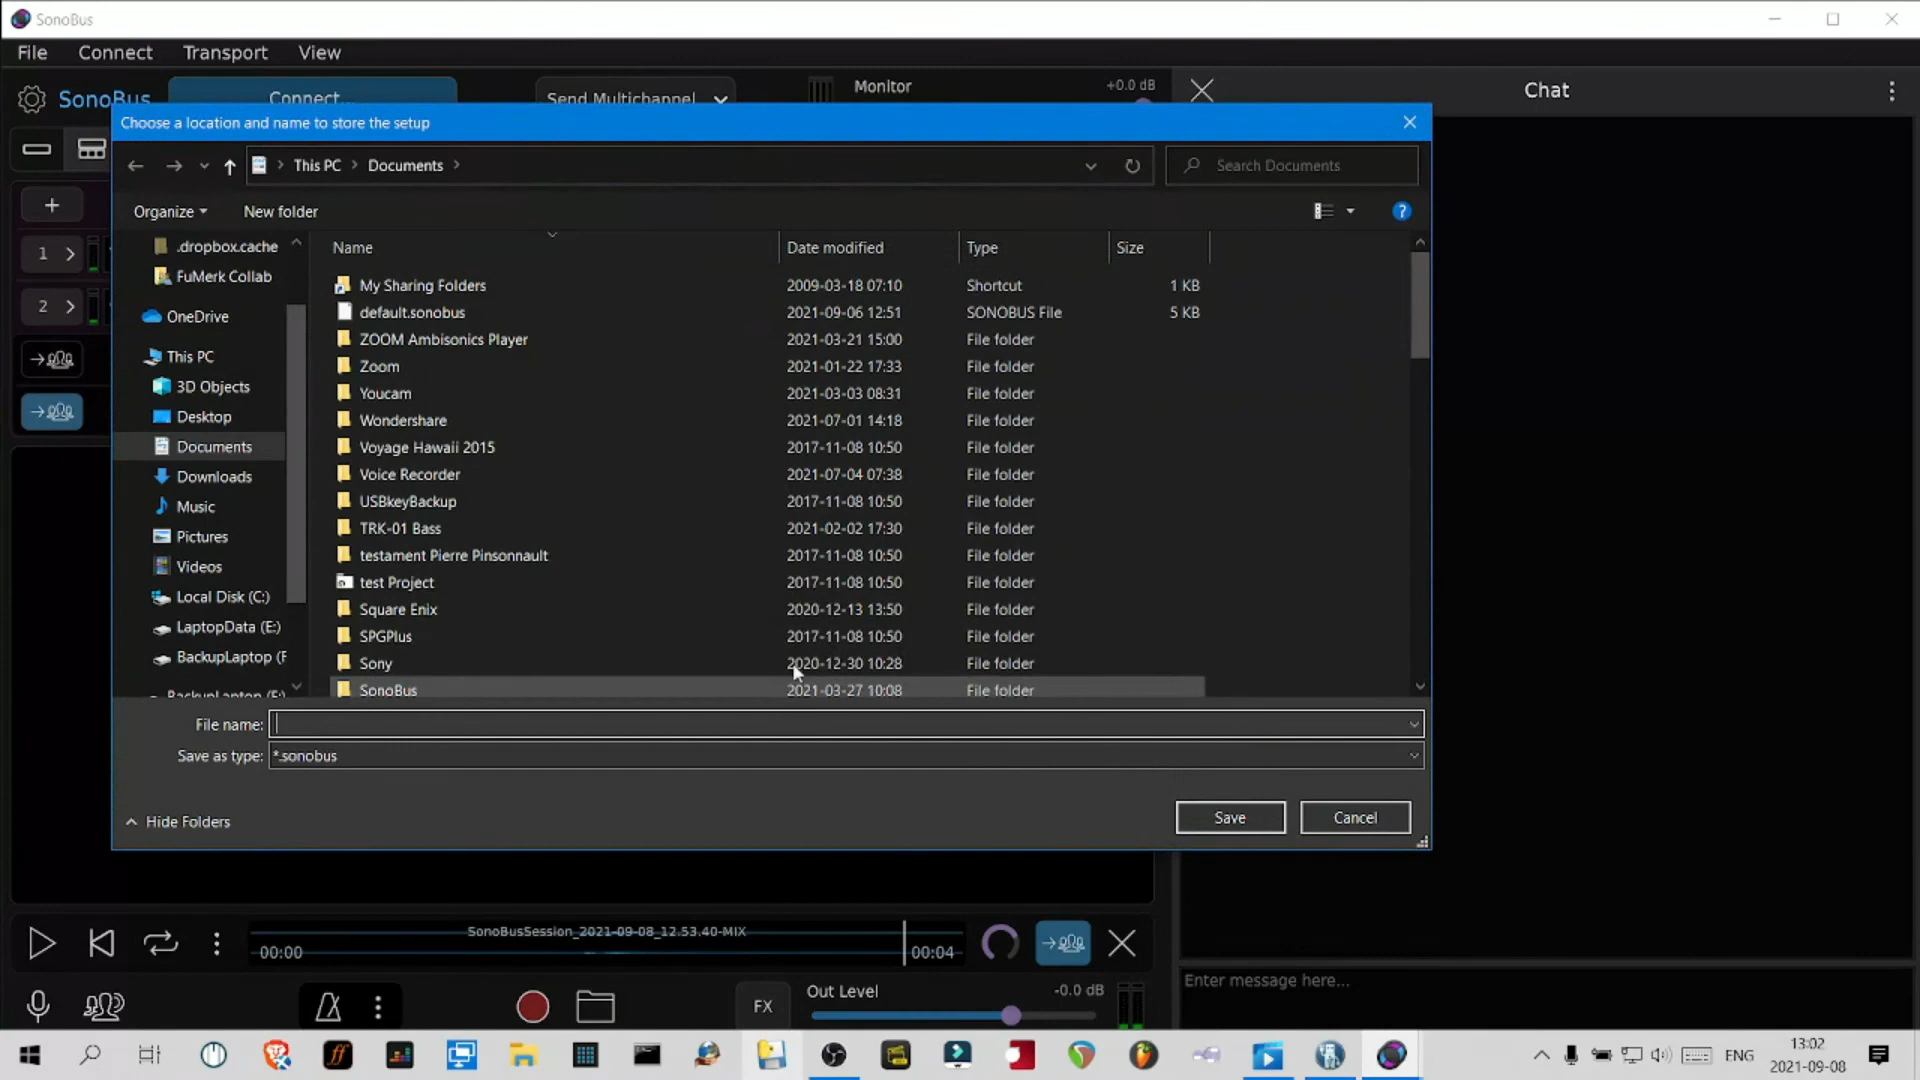 SonoBus
File Connect Transport View
SonoBus Connect... Send Multichannel Monitor +0.0 dB Chat
Choose a location and name to store the setup
This PC Documents Search Documents
Organize New folder
.dropbox.cache
FuMerk Collab
OneDrive
This PC
3D Objects
Desktop
Documents
Downloads
Music
Pictures
Videos
Local Disk (C:)
LaptopData (E:)
BackupLaptop (F
BackupLaptop (F:)
Name Date modified Type Size
My Sharing Folders 2009-03-18 07:10 Shortcut 1 KB
default.sonobus 2021-09-06 12:51 SONOBUS File 5 KB
ZOOM Ambisonics Player 2021-03-21 15:00 File folder
Zoom 2021-01-22 17:33 File folder
Youcam 2021-03-03 08:31 File folder
Wondershare 2021-07-01 14:18 File folder
Voyage Hawaii 2015 2017-11-08 10:50 File folder
Voice Recorder 2021-07-04 07:38 File folder
USBkeyBackup 2017-11-08 10:50 File folder
TRK-01 Bass 2021-02-02 17:30 File folder
testament Pierre Pinsonnault 2017-11-08 10:50 File folder
test Project 2017-11-08 10:50 File folder
Square Enix 2020-12-13 13:50 File folder
SPGPlus 2017-11-08 10:50 File folder
Sony 2020-12-30 10:28 File folder
SonoBus 2021-03-27 10:08 File folder
1
2
File name:
Save as type: *.sonobus
Hide Folders Save Cancel
SonoBusSession_2021-09-08_12.53.40-MIX
00:00 00:04
Enter message here...
FX Out Level -0.0 dB
ENG 13:02
2021-09-08